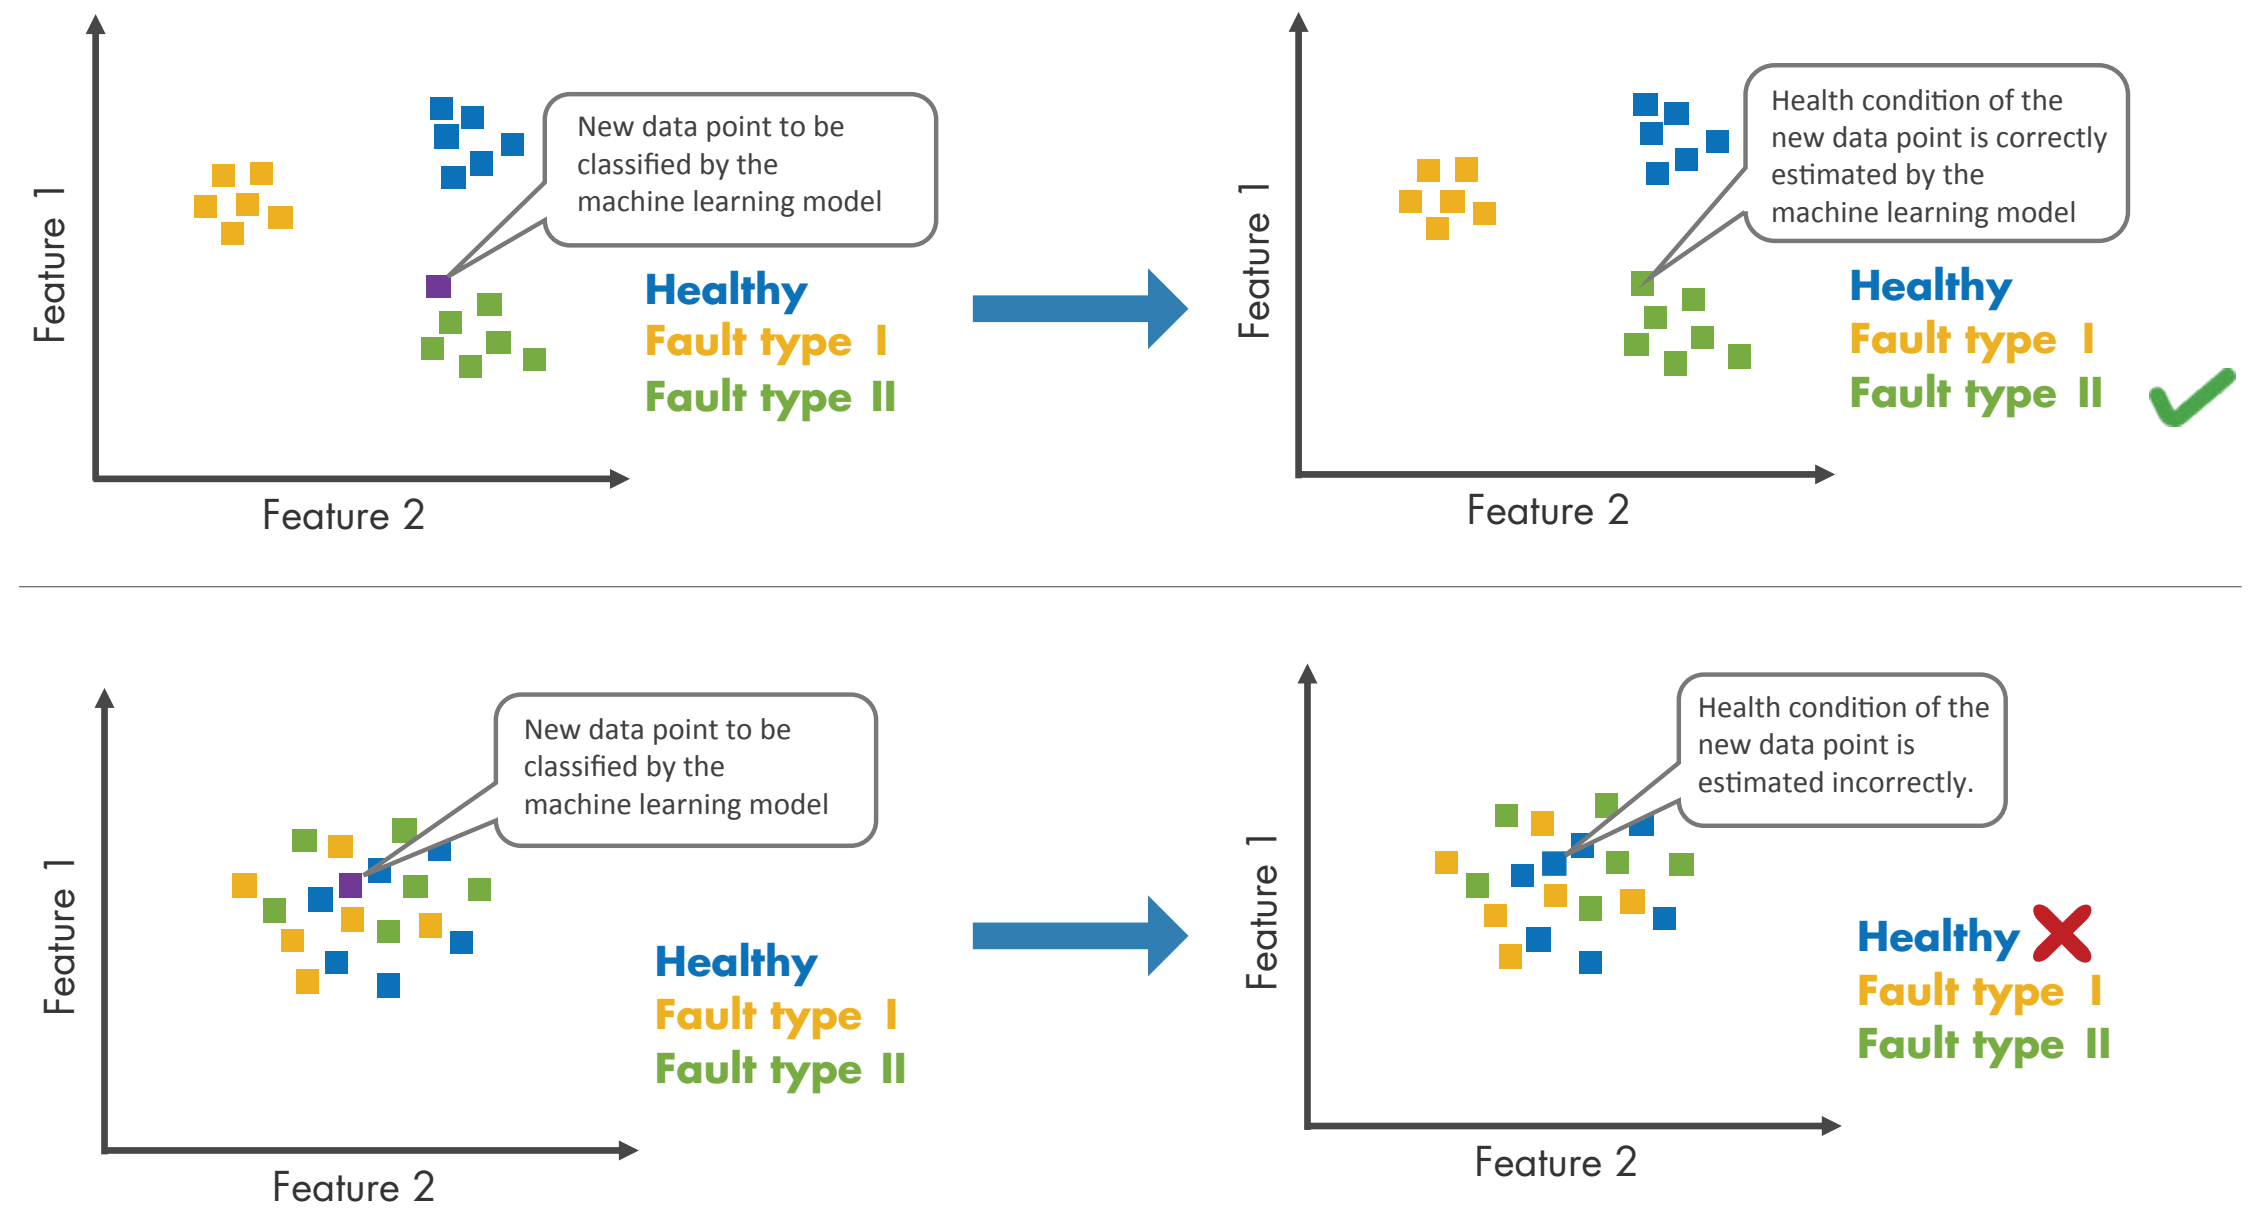 New data point to be
classified by the
machine learning model
Feature 1
Healthy
Fault type I
Fault type II
Feature 2
Health condition of the
new data point is correctly
estimated by the
machine learning model
Feature 1
Healthy
Fault type I
Fault type II
Feature 2
New data point to be
classified by the
machine learning model
Feature 1
Healthy
Fault type I
Fault type II
Feature 2
Health condition of the
new data point is
estimated incorrectly.
Feature 1
Healthy
Fault type I
Fault type II
Feature 2